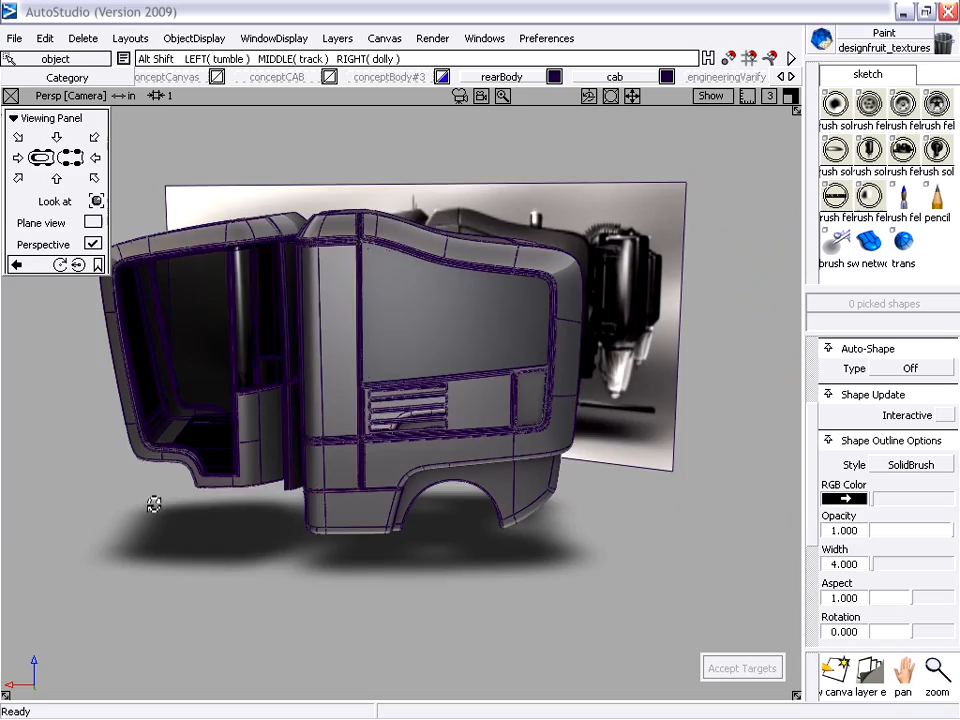 AutoStudio (Version 2009)
File Edit Delete Layouts ObjectDisplay WindowDisplay Layers Canvas Render Windows Preferences
object
Alt Shift LEFT( tumble ) MIDDLE( track ) RIGHT( dolly )
Category
onceptCanvas
conceptCAB
conceptBody#3
rearBody
cab
engineeringVarify
Persp [Camera] in 1
Show
3
Viewing Panel
Look at
Plane view
Perspective
Accept Targets
Ready
Paint
designfruit_textures
sketch
rush sol rush fel rush fel rush fel
rush sol rush fel rush fel rush sol
rush fel rush fel rush fel pencil
brush sw netwo trans
0 picked shapes
Auto-Shape
Type Off
Shape Update
Interactive
Shape Outline Options
Style SolidBrush
RGB Color
Opacity
1.000
Width
4.000
Aspect
1.000
Rotation
0.000
v canva layer e pan zoom